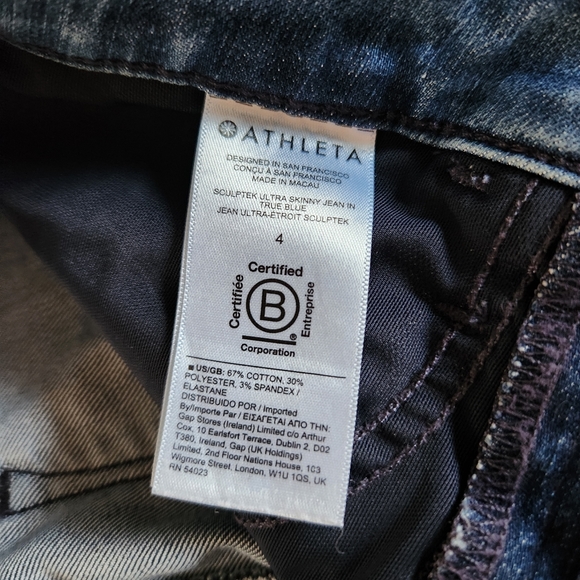 ATHLETA
DESIGNED IN SAN FRANCISCO
CONÇU À SAN FRANCISCO
MADE IN MACAU
SCULPTEK ULTRA SKINNY JEAN IN
TRUE BLUE
JEAN ULTRA-ÉTROIT SCULPTEK
4
Certified
Certifiée
B
Entreprise
®
Corporation
■ US/GB: 67% COTTON, 30%
POLYESTER, 3% SPANDEX /
ELASTANE
DISTRIBUIDO POR / Imported
By/Importe Par / ΕΙΣΑΓΕΤΑΙ ΑΠΟ ΤΗΝ:
Gap Stores (Ireland) Limited c/o Arthur
Cox, 10 Earlsfort Terrace, Dublin 2, D02
T380, Ireland, Gap (UK Holdings)
Limited, 2nd Floor Nations House, 103
Wigmore Street, London, W1U 1QS, UK
RN 54023